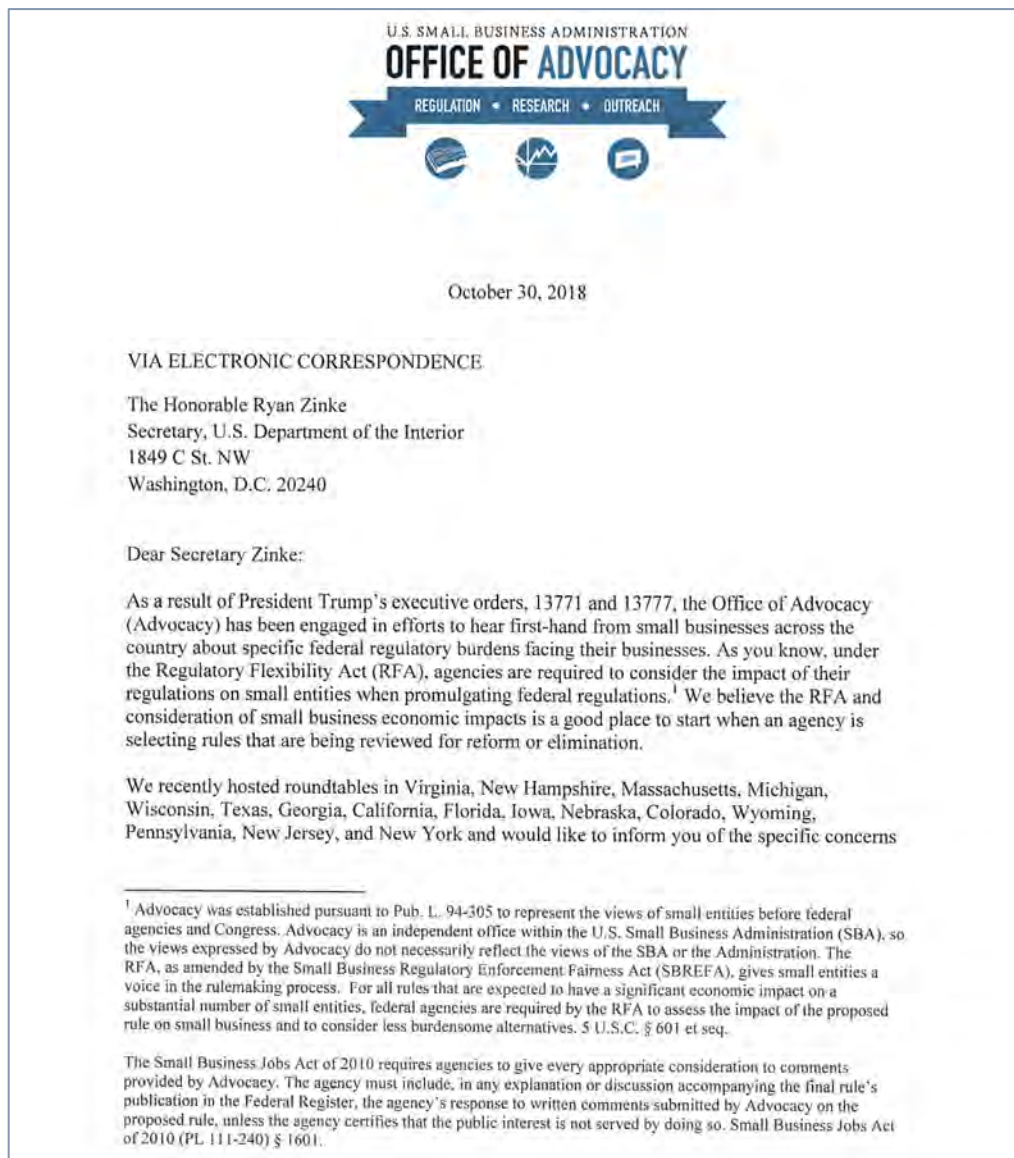 U.S. SMALL BUSINESS ADMINISTRATION
OFFICE OF ADVOCACY
REGULATION • RESEARCH • OUTREACH
October 30, 2018
VIA ELECTRONIC CORRESPONDENCE
The Honorable Ryan Zinke
Secretary, U.S. Department of the Interior
1849 C St. NW
Washington, D.C. 20240
Dear Secretary Zinke:
As a result of President Trump's executive orders, 13771 and 13777, the Office of Advocacy
(Advocacy) has been engaged in efforts to hear first-hand from small businesses across the
country about specific federal regulatory burdens facing their businesses. As you know, under
the Regulatory Flexibility Act (RFA), agencies are required to consider the impact of their
regulations on small entities when promulgating federal regulations.¹ We believe the RFA and
consideration of small business economic impacts is a good place to start when an agency is
selecting rules that are being reviewed for reform or elimination.
We recently hosted roundtables in Virginia, New Hampshire, Massachusetts, Michigan,
Wisconsin, Texas, Georgia, California, Florida, Iowa, Nebraska, Colorado, Wyoming,
Pennsylvania, New Jersey, and New York and would like to inform you of the specific concerns
¹ Advocacy was established pursuant to Pub. L. 94-305 to represent the views of small entities before federal
agencies and Congress. Advocacy is an independent office within the U.S. Small Business Administration (SBA), so
the views expressed by Advocacy do not necessarily reflect the views of the SBA or the Administration. The
RFA, as amended by the Small Business Regulatory Enforcement Fairness Act (SBREFA), gives small entities a
voice in the rulemaking process. For all rules that are expected to have a significant economic impact on a
substantial number of small entities, federal agencies are required by the RFA to assess the impact of the proposed
rule on small business and to consider less burdensome alternatives. 5 U.S.C. § 601 et seq.
The Small Business Jobs Act of 2010 requires agencies to give every appropriate consideration to comments
provided by Advocacy. The agency must include, in any explanation or discussion accompanying the final rule's
publication in the Federal Register, the agency's response to written comments submitted by Advocacy on the
proposed rule, unless the agency certifies that the public interest is not served by doing so. Small Business Jobs Act
of 2010 (PL 111-240) § 1601.